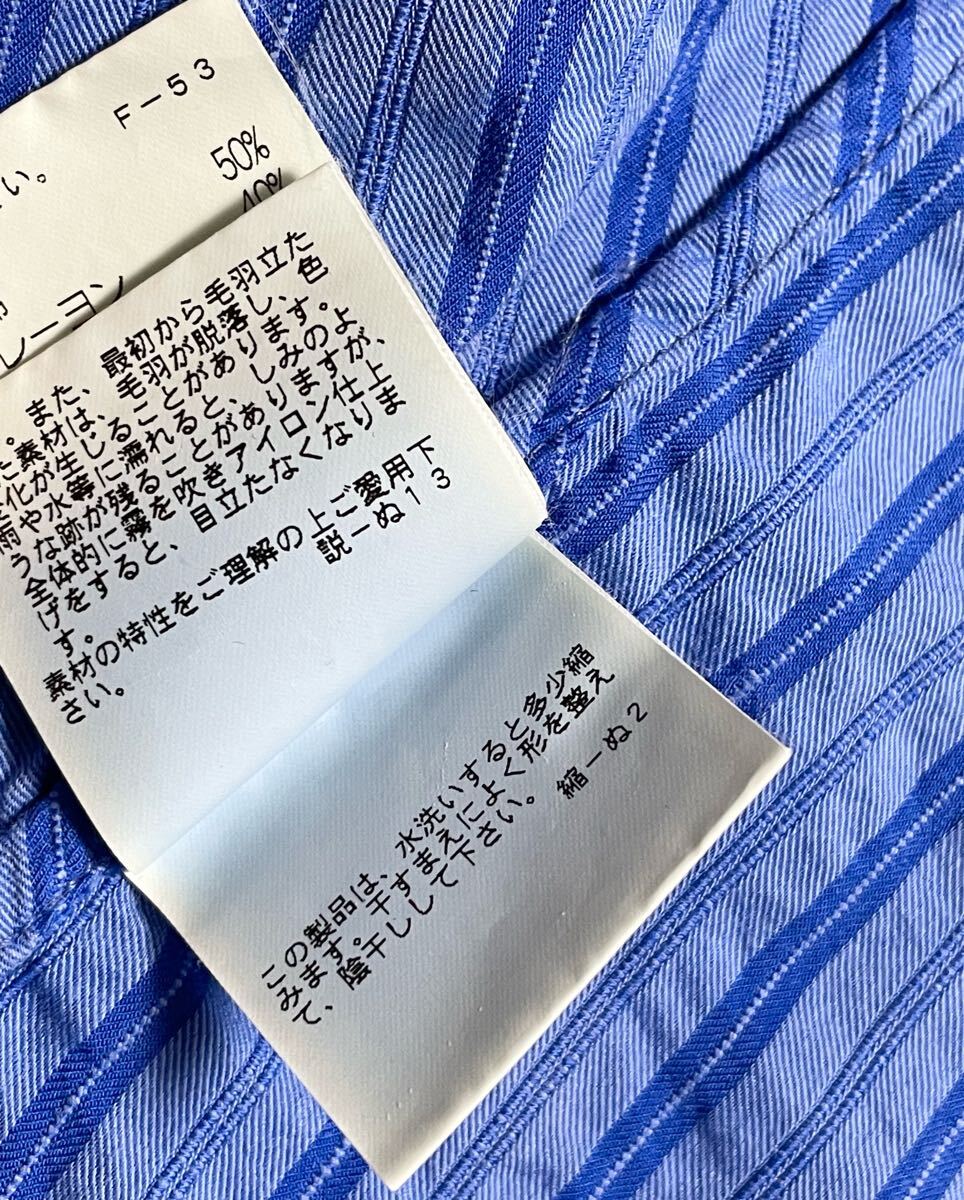 F-53
い。
50%
40%
レーヨン
。また、最初から毛羽立た
た素材は、毛羽が脱落し、色
変化が生じることがあります。
雨や水等に濡れると、しみのよ
うな跡が残ることがありますが、
全体的に霧を吹きアイロン仕上
げをすると、目立たなくなりま
す。
素材の特性をご理解の上ご愛用下
さい。
説ーぬ13
この製品は、水洗いすると多少縮
みます。干すまえによく形を整え
て、陰干しして下さい。
縮ーぬ2